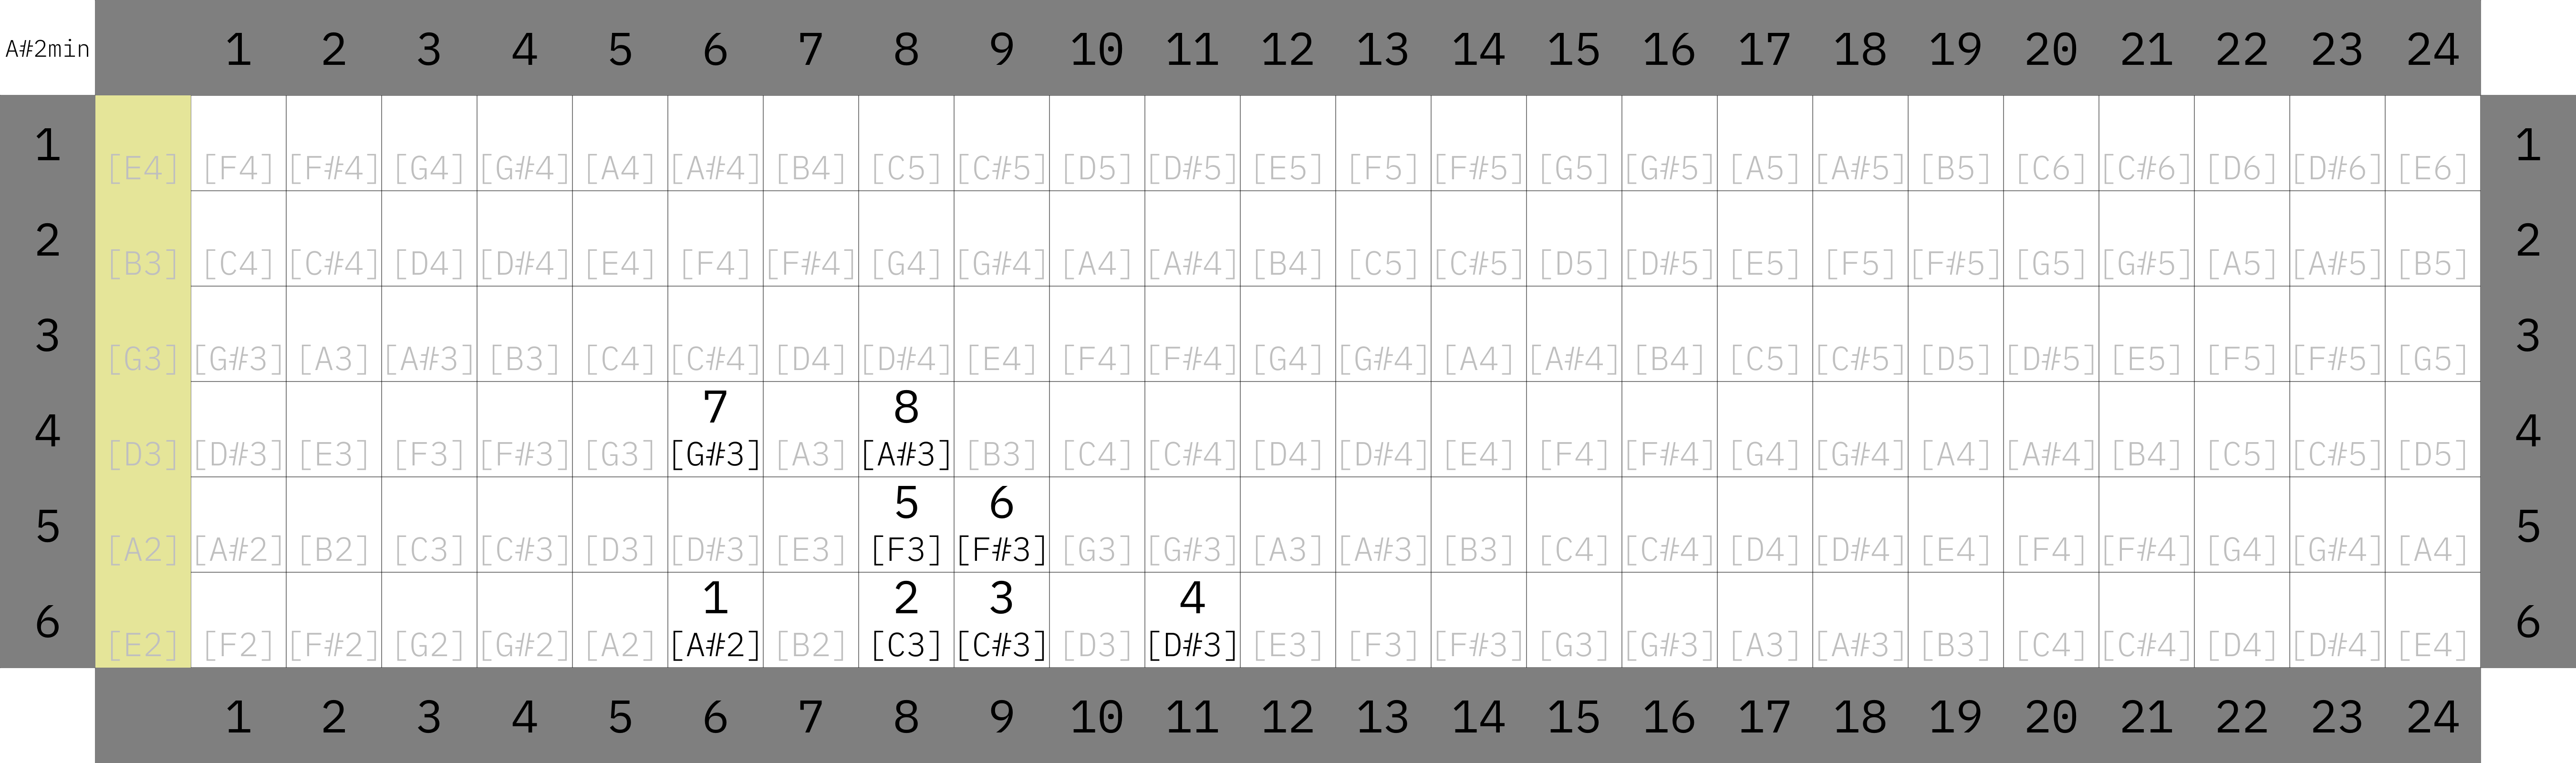 A#2min 1 2 3 4 5 6 7 8 9 10 11 12 13 14 15 16 17 18 19 20 21 22 23 24
1 [E4] [F4] [F#4] [G4] [G#4] [A4] [A#4] [B4] [C5] [C#5] [D5] [D#5] [E5] [F5] [F#5] [G5] [G#5] [A5] [A#5] [B5] [C6] [C#6] [D6] [D#6] [E6] 1
2 [B3] [C4] [C#4] [D4] [D#4] [E4] [F4] [F#4] [G4] [G#4] [A4] [A#4] [B4] [C5] [C#5] [D5] [D#5] [E5] [F5] [F#5] [G5] [G#5] [A5] [A#5] [B5] 2
3 [G3] [G#3] [A3] [A#3] [B3] [C4] [C#4] [D4] [D#4] [E4] [F4] [F#4] [G4] [G#4] [A4] [A#4] [B4] [C5] [C#5] [D5] [D#5] [E5] [F5] [F#5] [G5] 3
7 8
4 [D3] [D#3] [E3] [F3] [F#3] [G3] [G#3] [A3] [A#3] [B3] [C4] [C#4] [D4] [D#4] [E4] [F4] [F#4] [G4] [G#4] [A4] [A#4] [B4] [C5] [C#5] [D5] 4
5 6
5 [A2] [A#2] [B2] [C3] [C#3] [D3] [D#3] [E3] [F3] [F#3] [G3] [G#3] [A3] [A#3] [B3] [C4] [C#4] [D4] [D#4] [E4] [F4] [F#4] [G4] [G#4] [A4] 5
1 2 3 4
6 [E2] [F2] [F#2] [G2] [G#2] [A2] [A#2] [B2] [C3] [C#3] [D3] [D#3] [E3] [F3] [F#3] [G3] [G#3] [A3] [A#3] [B3] [C4] [C#4] [D4] [D#4] [E4] 6
1 2 3 4 5 6 7 8 9 10 11 12 13 14 15 16 17 18 19 20 21 22 23 24